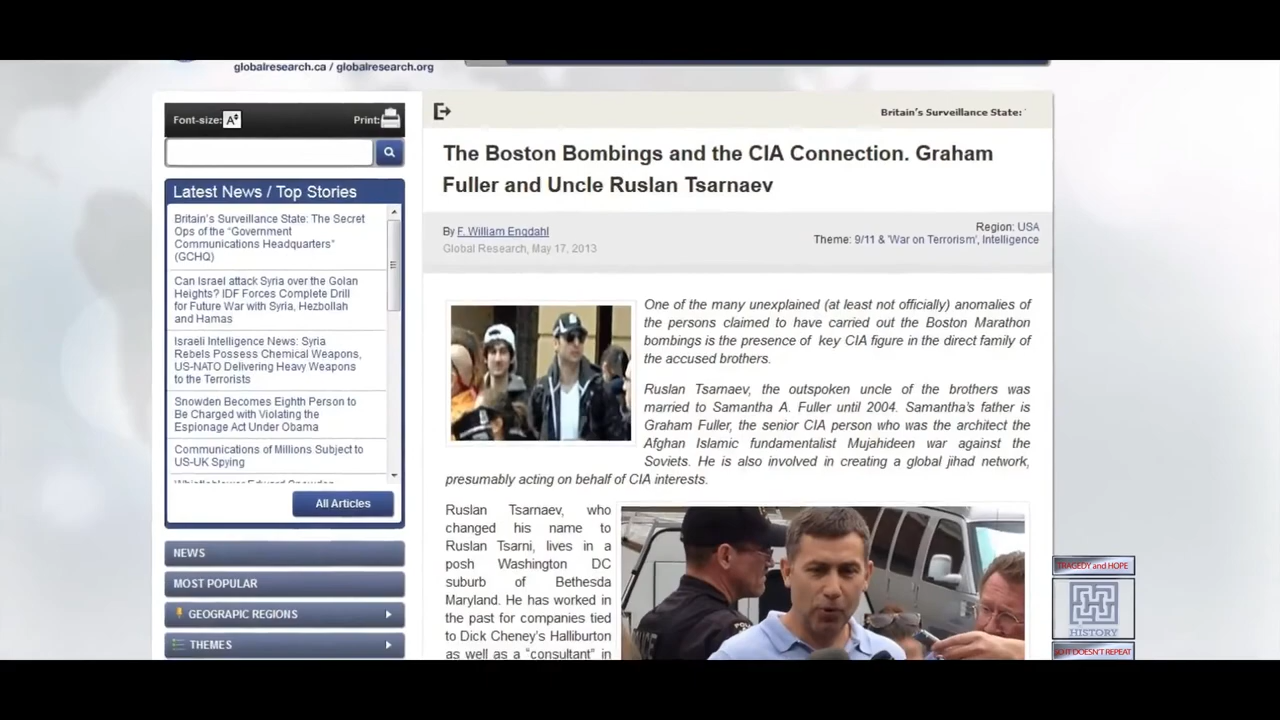 globalresearch.ca / globalresearch.org
Font-size: A
Print:
Latest News / Top Stories
Britain's Surveillance State: The Secret
Ops of the "Government
Communications Headquarters"
(GCHQ)
Can Israel attack Syria over the Golan
Heights? IDF Forces Complete Drill
for Future War with Syria, Hezbollah
and Hamas
Israeli Intelligence News: Syria
Rebels Possess Chemical Weapons,
US-NATO Delivering Heavy Weapons
to the Terrorists
Snowden Becomes Eighth Person to
Be Charged with Violating the
Espionage Act Under Obama
Communications of Millions Subject to
US-UK Spying
All Articles
NEWS
MOST POPULAR
GEOGRAPIC REGIONS
THEMES
Britain's Surveillance State:
The Boston Bombings and the CIA Connection. Graham
Fuller and Uncle Ruslan Tsarnaev
By F. William Engdahl
Global Research, May 17, 2013
Region: USA
Theme: 9/11 & 'War on Terrorism', Intelligence
One of the many unexplained (at least not officially) anomalies of
the persons claimed to have carried out the Boston Marathon
bombings is the presence of key CIA figure in the direct family of
the accused brothers.
Ruslan Tsarnaev, the outspoken uncle of the brothers was
married to Samantha A. Fuller until 2004. Samantha's father is
Graham Fuller, the senior CIA person who was the architect the
Afghan Islamic fundamentalist Mujahideen war against the
Soviets. He is also involved in creating a global jihad network,
presumably acting on behalf of CIA interests.
Ruslan Tsarnaev, who
changed his name to
Ruslan Tsarni, lives in a
posh Washington DC
suburb of Bethesda
Maryland. He has worked in
the past for companies tied
to Dick Cheney's Halliburton
as well as a "consultant" in
TRAGEDY and HOPE
HISTORY
SO IT DOESN'T REPEAT